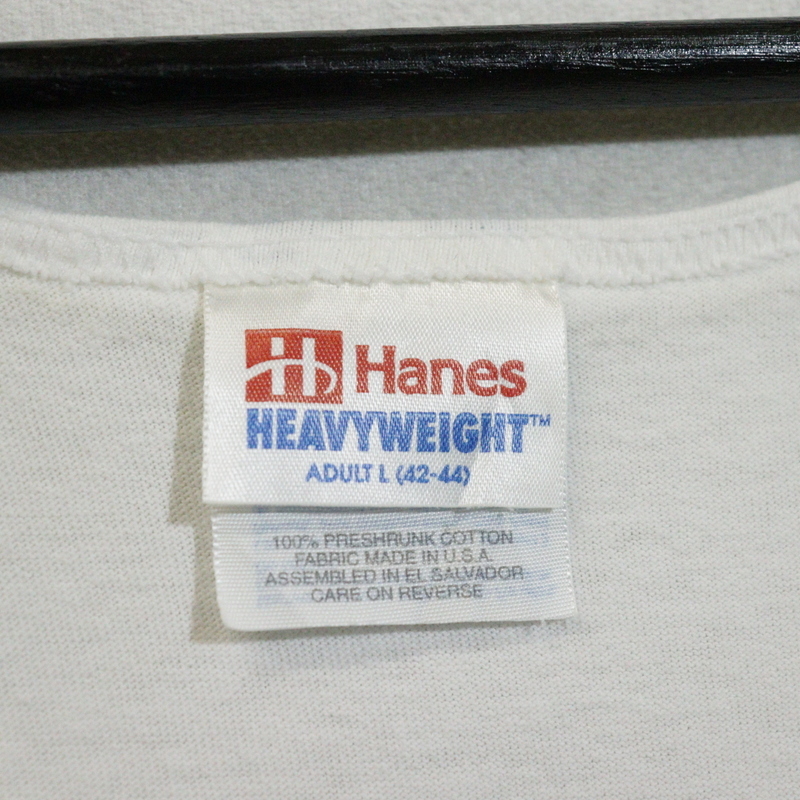 H Hanes
HEAVYWEIGHT™
ADULT L (42-44)
100% PRESHRUNK COTTON
FABRIC MADE IN U.S.A.
ASSEMBLED IN EL SALVADOR
CARE ON REVERSE